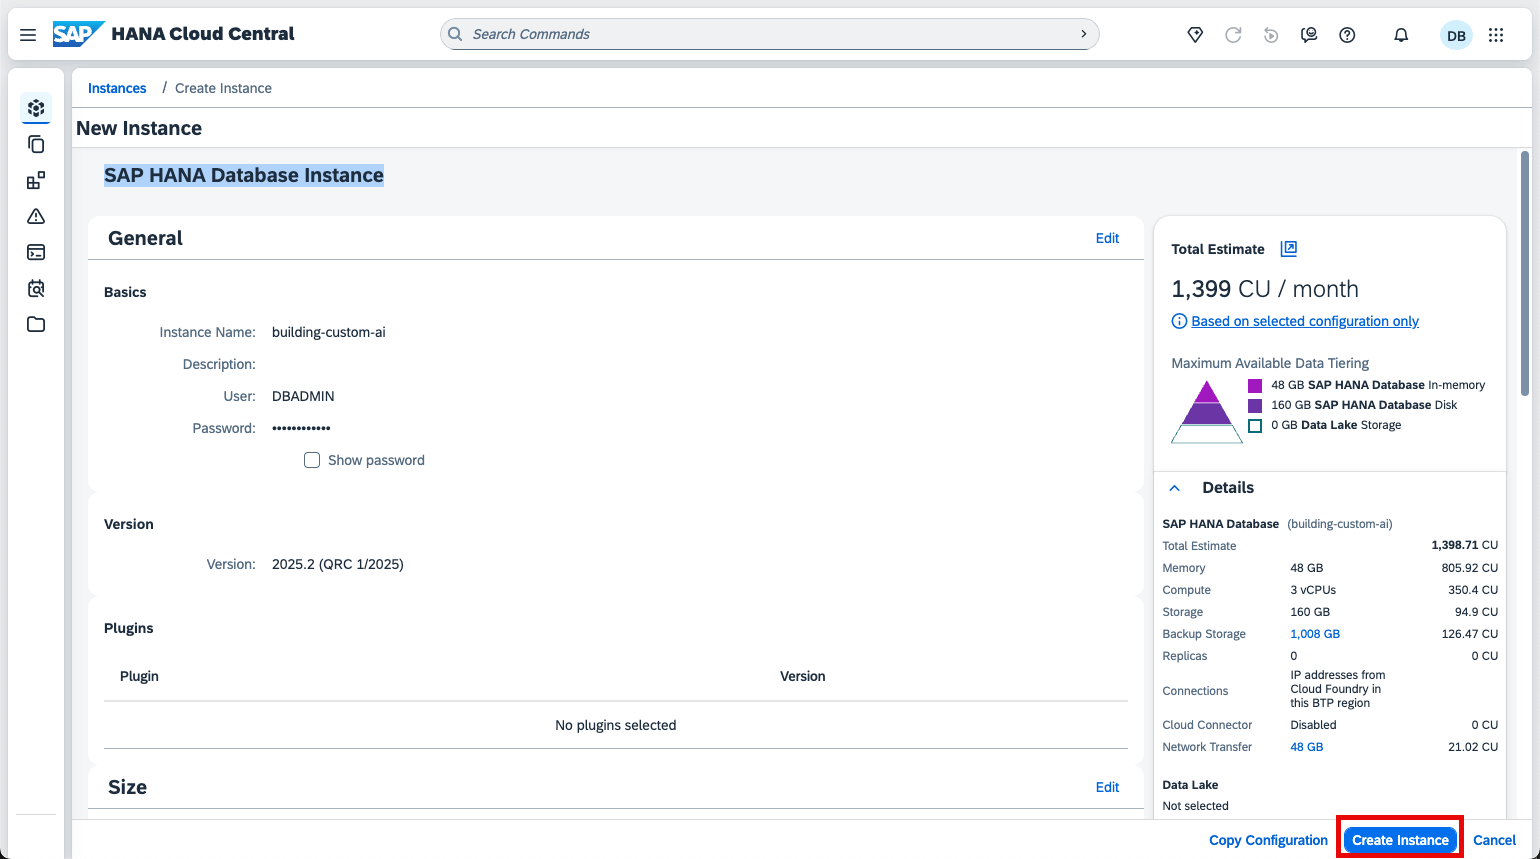 SAP HANA Cloud Central
Search Commands
DB
Instances / Create Instance
New Instance
SAP HANA Database Instance
General
Edit
Basics
Instance Name: building-custom-ai
Description:
User: DBADMIN
Password: ••••••••••••
Show password
Version
Version: 2025.2 (QRC 1/2025)
Plugins
Plugin Version
No plugins selected
Size
Edit
Total Estimate
1,399 CU / month
Based on selected configuration only
Maximum Available Data Tiering
48 GB SAP HANA Database In-memory
160 GB SAP HANA Database Disk
0 GB Data Lake Storage
Details
SAP HANA Database (building-custom-ai)
Total Estimate 1,398.71 CU
Memory 48 GB 805.92 CU
Compute 3 vCPUs 350.4 CU
Storage 160 GB 94.9 CU
Backup Storage 1,008 GB 126.47 CU
Replicas 0 0 CU
Connections IP addresses from
Cloud Foundry in
this BTP region
Cloud Connector Disabled 0 CU
Network Transfer 48 GB 21.02 CU
Data Lake
Not selected
Copy Configuration Create Instance Cancel